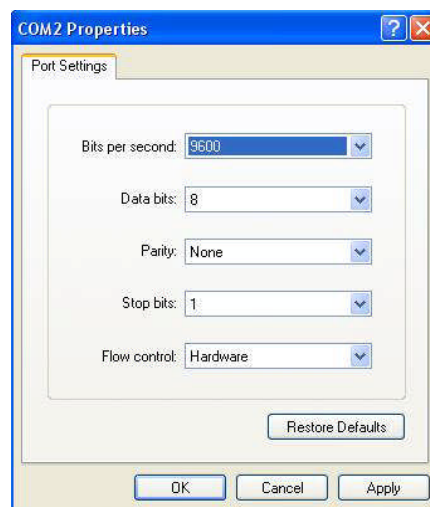 COM2 Properties
Port Settings
Bits per second: 9600
Data bits: 8
Parity: None
Stop bits: 1
Flow control: Hardware
Restore Defaults
OK Cancel Apply